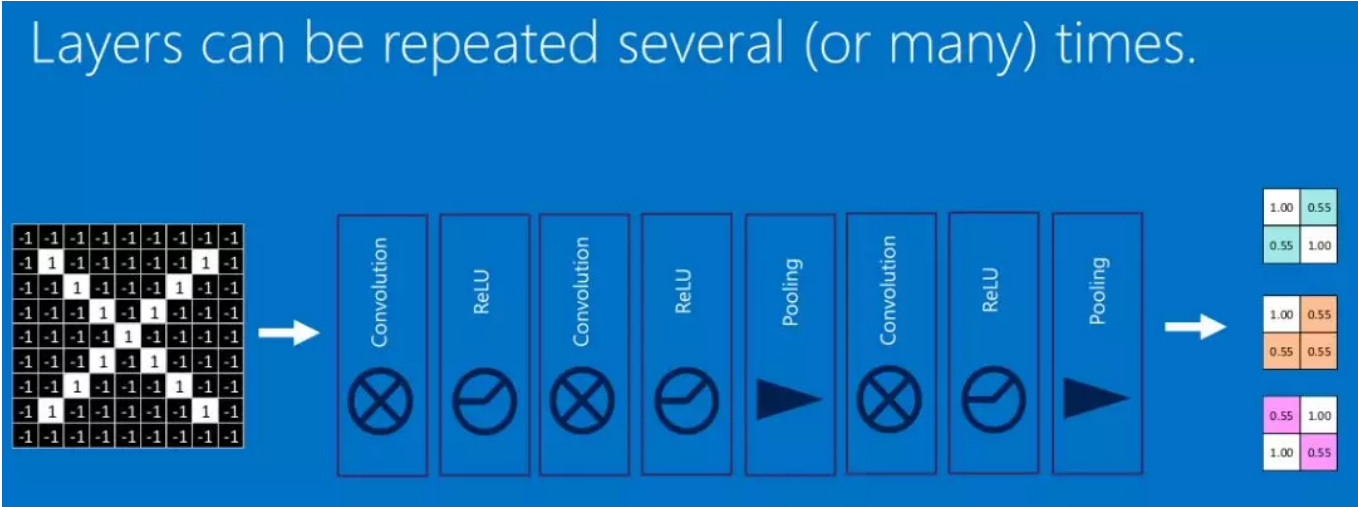 Layers can be repeated several (or many) times.
-1 -1 -1 -1 -1 -1 -1 -1 -1
-1 1 -1 -1 -1 -1 -1 1 -1
-1 -1 1 -1 -1 -1 1 -1 -1
-1 -1 -1 1 -1 1 -1 -1 -1
-1 -1 -1 -1 1 -1 -1 -1 -1
-1 -1 -1 1 -1 1 -1 -1 -1
-1 -1 1 -1 -1 -1 1 -1 -1
-1 1 -1 -1 -1 -1 -1 1 -1
-1 -1 -1 -1 -1 -1 -1 -1 -1
Convolution
ReLU
Convolution
ReLU
Pooling
Convolution
ReLU
Pooling
1.00 0.55
0.55 1.00
1.00 0.55
0.55 0.55
0.55 1.00
1.00 0.55